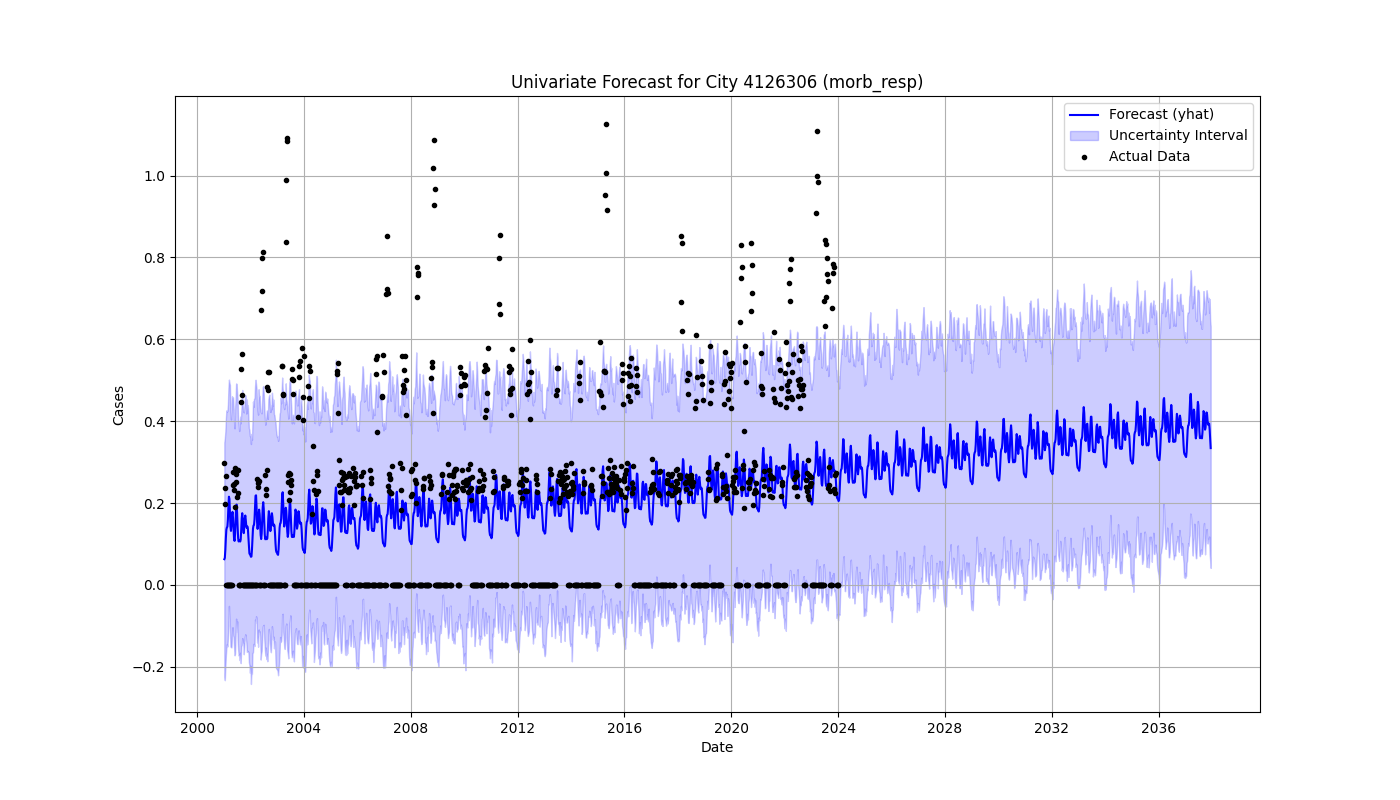 Univariate Forecast for City 4126306 (morb_resp)
Forecast (yhat)
Uncertainty Interval
Actual Data
Cases
1.0
0.8
0.6
0.4
0.2
0.0
−0.2
2000 2004 2008 2012 2016 2020 2024 2028 2032 2036
Date